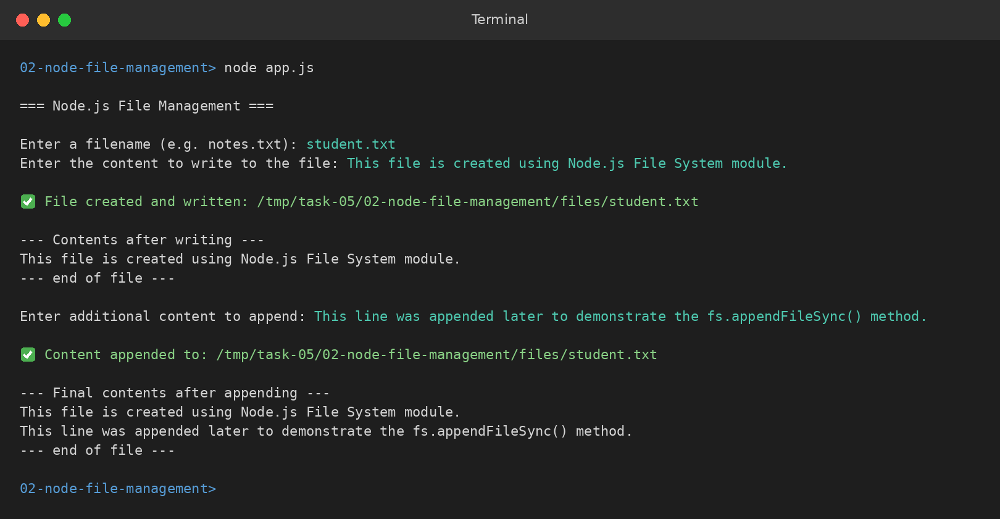 Terminal
02-node-file-management> node app.js
=== Node.js File Management ===
Enter a filename (e.g. notes.txt): student.txt
Enter the content to write to the file: This file is created using Node.js File System module.
✅ File created and written: /tmp/task-05/02-node-file-management/files/student.txt
--- Contents after writing ---
This file is created using Node.js File System module.
--- end of file ---
Enter additional content to append: This line was appended later to demonstrate the fs.appendFileSync() method.
✅ Content appended to: /tmp/task-05/02-node-file-management/files/student.txt
--- Final contents after appending ---
This file is created using Node.js File System module.
This line was appended later to demonstrate the fs.appendFileSync() method.
--- end of file ---
02-node-file-management>